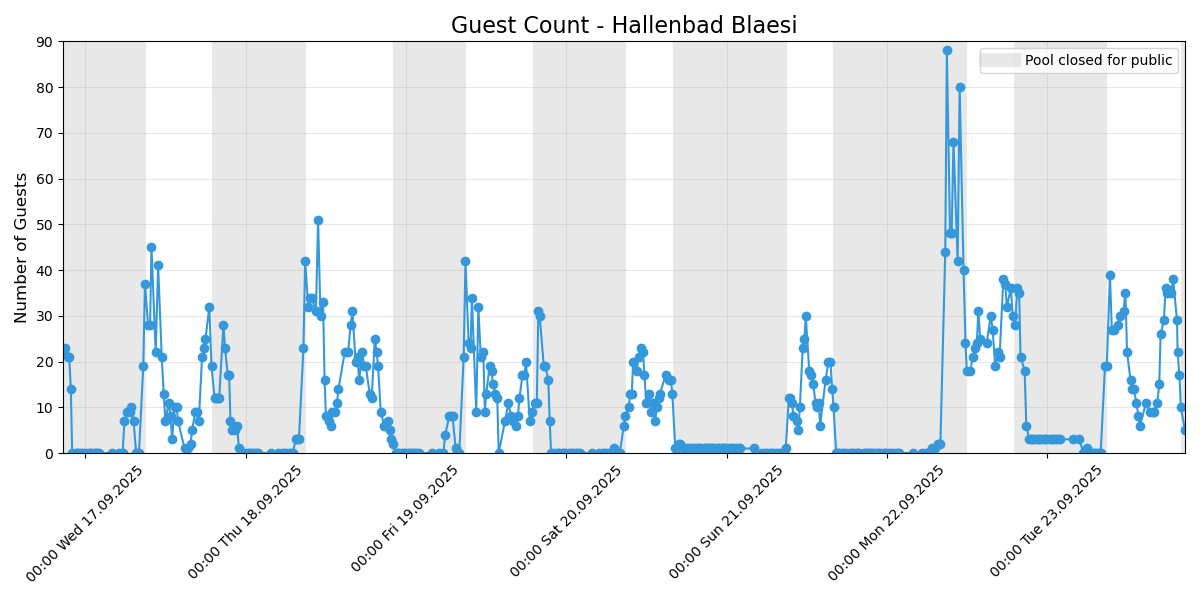 Guest Count - Hallenbad Blaesi
Pool closed for public
Number of Guests
90
80
70
60
50
40
30
20
10
0
00:00 Wed 17.09.2025
00:00 Thu 18.09.2025
00:00 Fri 19.09.2025
00:00 Sat 20.09.2025
00:00 Sun 21.09.2025
00:00 Mon 22.09.2025
00:00 Tue 23.09.2025